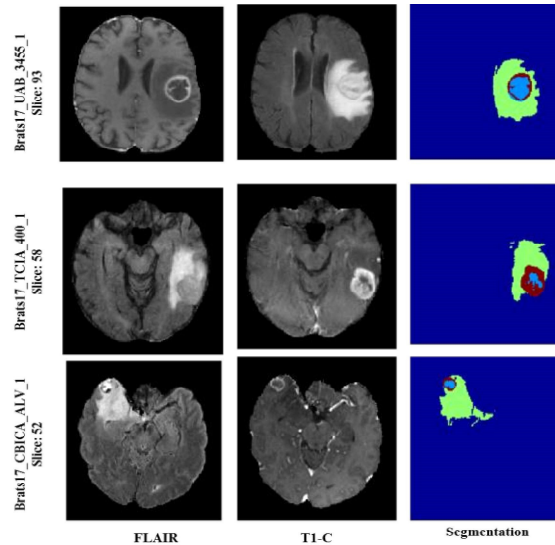 Brats17_UAB_3455_1
Slice: 93
Brats17_TCIA_400_1
Slice: 58
Brats17_CBICA_ALV_1
Slice: 52
FLAIR T1-C Segmentation